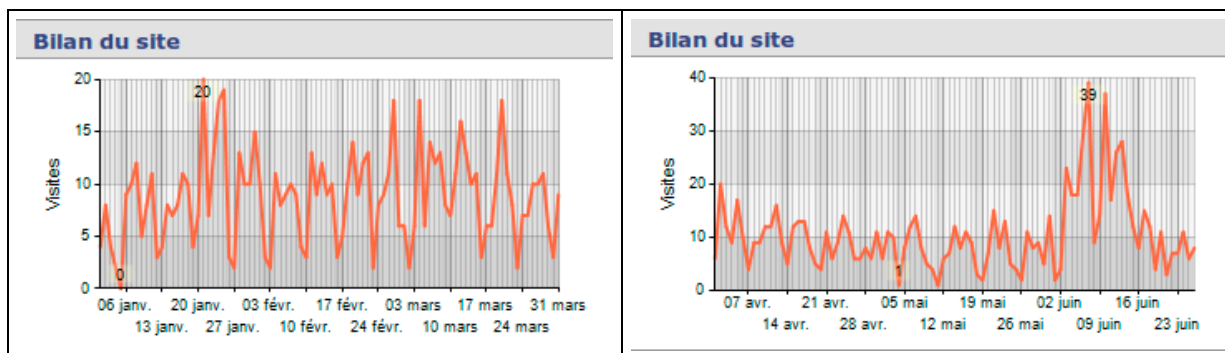 Bilan du site
20
15
10
5
0
Visites
20
0
06 janv. 20 janv. 03 févr. 17 févr. 03 mars 17 mars 31 mars
13 janv. 27 janv. 10 févr. 24 févr. 10 mars 24 mars
Bilan du site
40
30
20
10
0
Visites
39
1
07 avr. 21 avr. 05 mai 19 mai 02 juin 16 juin
14 avr. 28 avr. 12 mai 26 mai 09 juin 23 juin